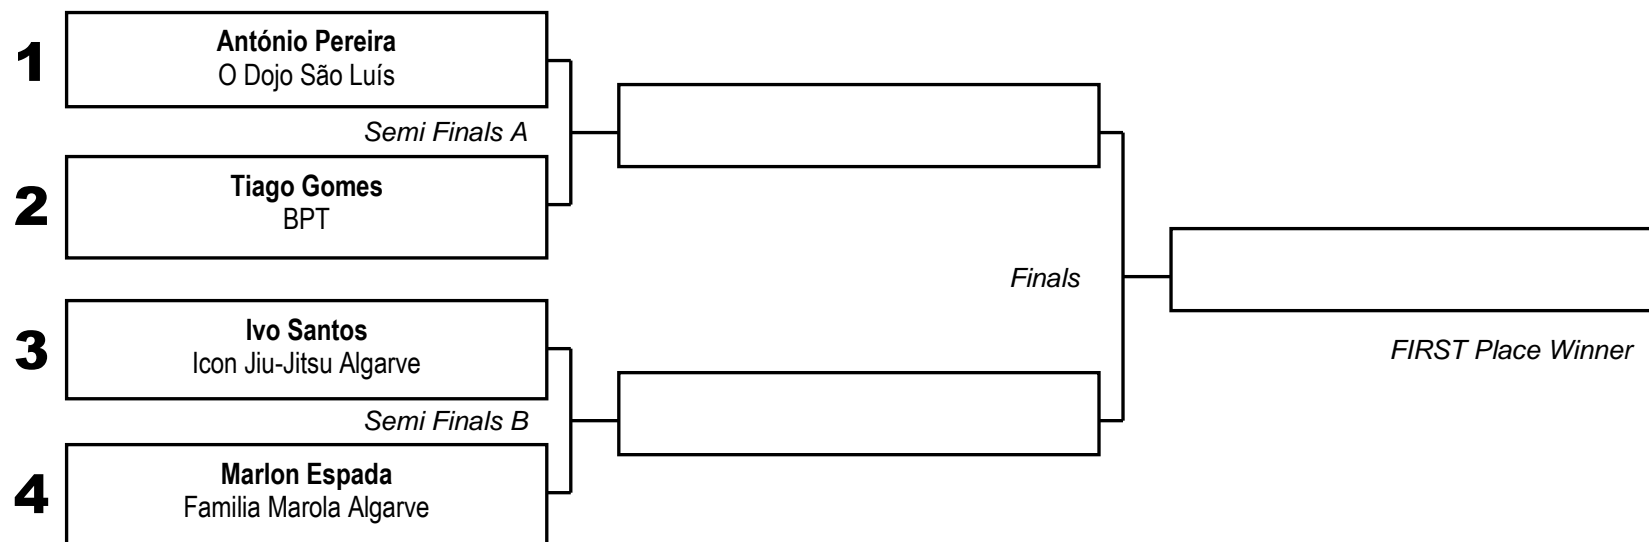 1
António Pereira
O Dojo São Luís
Semi Finals A
2
Tiago Gomes
BPT
3
Ivo Santos
Icon Jiu-Jitsu Algarve
Semi Finals B
4
Marlon Espada
Familia Marola Algarve
Finals
FIRST Place Winner